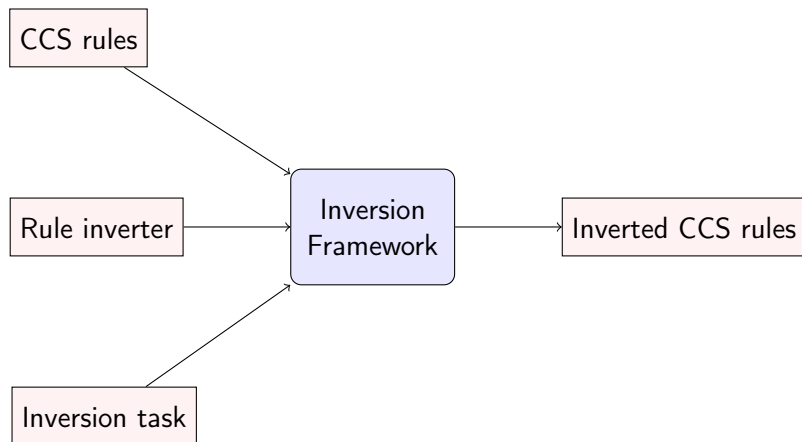 CCS rules
Rule inverter
Inversion task
Inversion
Framework
Inverted CCS rules